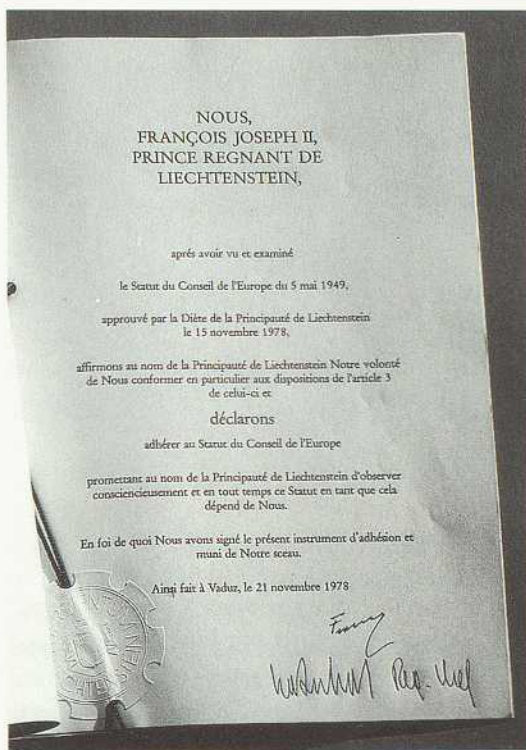 NOUS,
FRANÇOIS JOSEPH II,
PRINCE REGNANT DE
LIECHTENSTEIN,
aprés avoir vu et examiné
le Statut du Conseil de l'Europe du 5 mai 1949,
approuvé par la Diète de la Principauté de Liechtenstein
le 15 novembre 1978,
affirmons au nom de la Principauté de Liechtenstein Notre volonté
de Nous conformer en particulier aux dispositions de l'article 3
de celui-ci et
déclarons
adhérer au Statut du Conseil de l'Europe
promettant au nom de la Principauté de Liechtenstein d'observer
consciencieusement et en tout temps ce Statut en tant que cela
dépend de Nous.
En foi de quoi Nous avons signé le présent instrument d'adhésion et
muni de Notre sceau.
Ainsi fait à Vaduz, le 21 novembre 1978